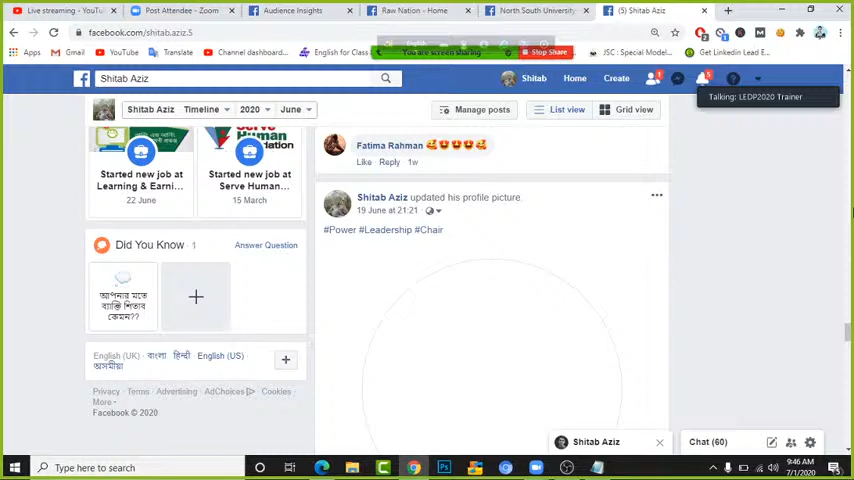 Live streaming - YouTu
Post Attendee - Zoom
Audience Insights
Raw Nation - Home
North South University
(5) Shitab Aziz
facebook.com/shitab.aziz.5
Apps
Gmail
YouTube
Translate
Channel dashboard...
English for Class
You are screen sharing
Stop Share
JSC : Special Model...
Get Linkedin Lead E...
Shitab Aziz
Shitab
Home
Create
1
5
Talking: LEDP2020 Trainer
Shitab Aziz
Timeline
2020
June
Manage posts
List view
Grid view
Started new job at
Learning & Earni...
22 June
Started new job at
Serve Human...
15 March
Fatima Rahman
Like · Reply · 1w
Shitab Aziz updated his profile picture.
19 June at 21:21
#Power #Leadership #Chair
Did You Know · 1
Answer Question
আপনার মতে
ব্যাক্তি শিতাব
কেমন??
English (UK) · বাংলা · हिन्दी · English (US) ·
অসমীয়া
Privacy · Terms · Advertising · AdChoices · Cookies ·
More
Facebook © 2020
Shitab Aziz
Chat (60)
Type here to search
9:46 AM
7/1/2020